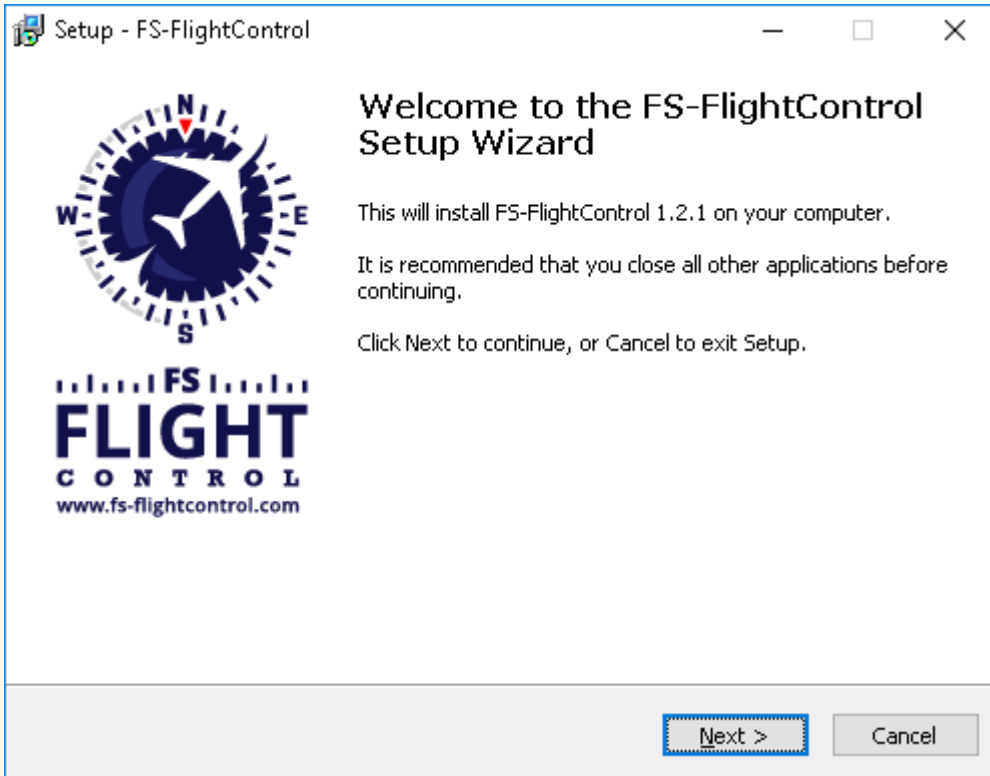 Setup - FS-FlightControl
N
W
E
S
FS
FLIGHT
CONTROL
www.fs-flightcontrol.com
Welcome to the FS-FlightControl
Setup Wizard
This will install FS-FlightControl 1.2.1 on your computer.
It is recommended that you close all other applications before
continuing.
Click Next to continue, or Cancel to exit Setup.
Next >
Cancel